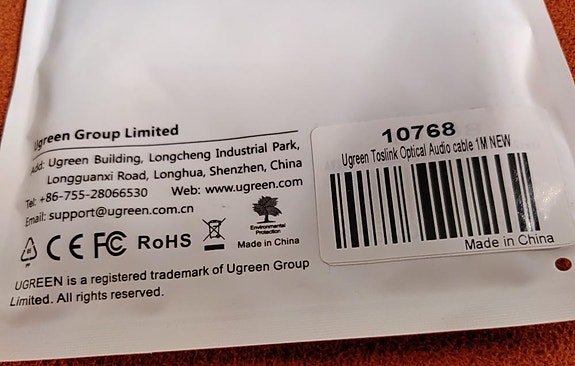 Ugreen Group Limited
Add: Ugreen Building, Longcheng Industrial Park,
Longguanxi Road, Longhua, Shenzhen, China
Tel: +86-755-28066530 Web: www.ugreen.com
Email: support@ugreen.com.cn
CE FC RoHS
Environmental
Protection
Made in China
UGREEN is a registered trademark of Ugreen Group
Limited. All rights reserved.
10768
Ugreen Toslink Optical Audio cable 1M NEW
Made in China